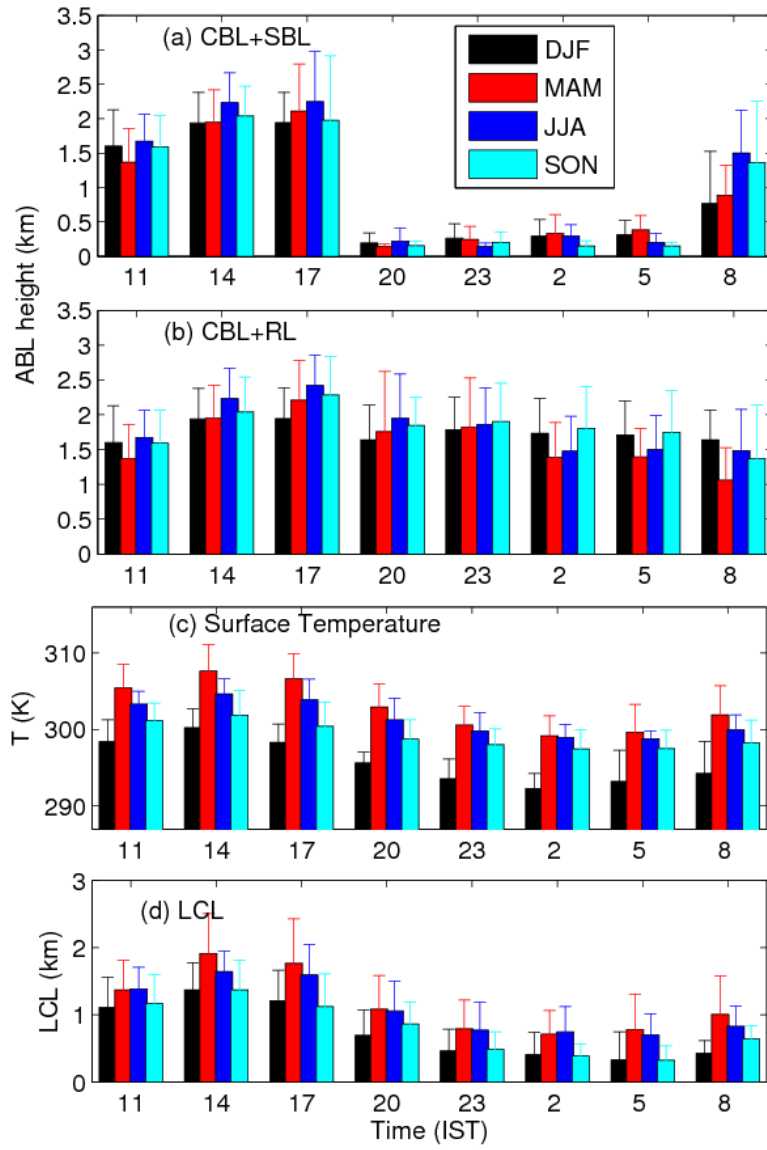 3.5
(a) CBL+SBL
DJF
MAM
JJA
SON
3
2.5
2
1.5
1
0.5
0
11 14 17 20 23 2 5 8
ABL height (km)
3.5
(b) CBL+RL
3
2.5
2
1.5
1
0.5
0
11 14 17 20 23 2 5 8
(c) Surface Temperature
T (K)
310
300
290
11 14 17 20 23 2 5 8
3
(d) LCL
LCL (km)
2
1
0
11 14 17 20 23 2 5 8
Time (IST)